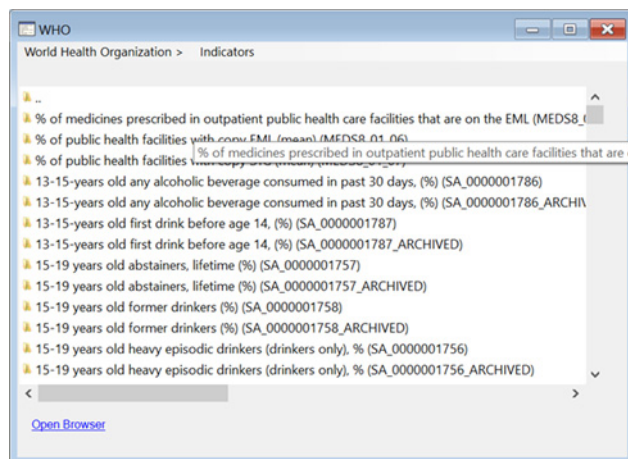 WHO
World Health Organization > Indicators
..
% of medicines prescribed in outpatient public health care facilities that are on the EML (MEDS8_
% of public health facilities with copy EML (mean) (MEDS8_01_06)
% of medicines prescribed in outpatient public health care facilities that are
% of public health facilities
13-15-years old any alcoholic beverage consumed in past 30 days, (%) (SA_0000001786)
13-15-years old any alcoholic beverage consumed in past 30 days, (%) (SA_0000001786_ARCHIV
13-15-years old first drink before age 14, (%) (SA_0000001787)
13-15-years old first drink before age 14, (%) (SA_0000001787_ARCHIVED)
15-19 years old abstainers, lifetime (%) (SA_0000001757)
15-19 years old abstainers, lifetime (%) (SA_0000001757_ARCHIVED)
15-19 years old former drinkers (%) (SA_0000001758)
15-19 years old former drinkers (%) (SA_0000001758_ARCHIVED)
15-19 years old heavy episodic drinkers (drinkers only), % (SA_0000001756)
15-19 years old heavy episodic drinkers (drinkers only), % (SA_0000001756_ARCHIVED)
Open Browser